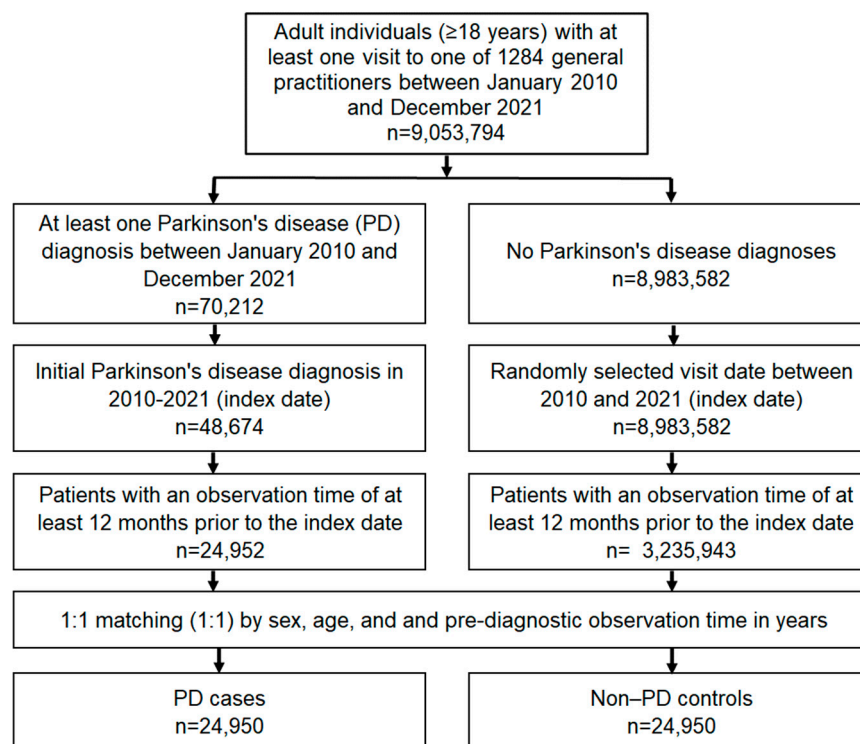 Adult individuals (≥18 years) with at
least one visit to one of 1284 general
practitioners between January 2010
and December 2021
n=9,053,794
At least one Parkinson's disease (PD)
diagnosis between January 2010 and
December 2021
n=70,212
No Parkinson's disease diagnoses
n=8,983,582
Initial Parkinson's disease diagnosis in
2010-2021 (index date)
n=48,674
Randomly selected visit date between
2010 and 2021 (index date)
n=8,983,582
Patients with an observation time of at
least 12 months prior to the index date
n=24,952
Patients with an observation time of at
least 12 months prior to the index date
n= 3,235,943
1:1 matching (1:1) by sex, age, and and pre-diagnostic observation time in years
PD cases
n=24,950
Non–PD controls
n=24,950